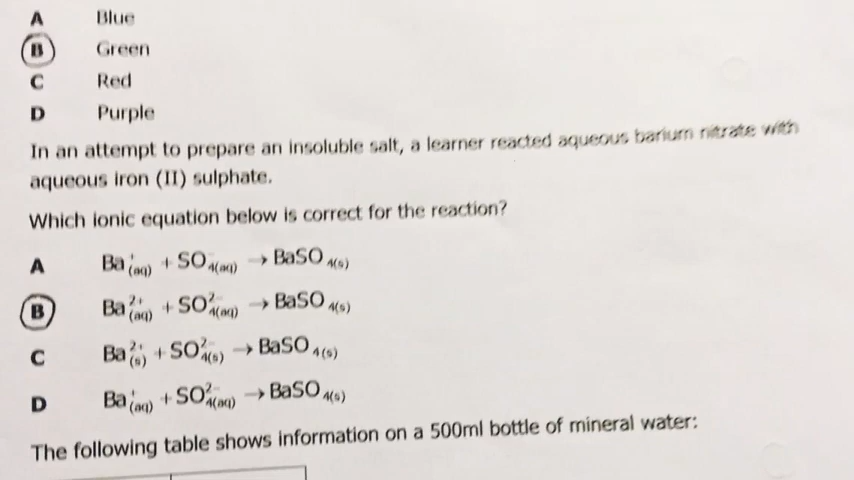 A Blue
B Green
C Red
D Purple
In an attempt to prepare an insoluble salt, a learner reacted aqueous barium nitrate with
aqueous iron (II) sulphate.
Which ionic equation below is correct for the reaction?
A Ba⁺(aq) + SO₄⁻(aq) → BaSO₄(s)
B Ba²⁺(aq) + SO₄²⁻(aq) → BaSO₄(s)
C Ba²⁺(s) + SO₄²⁻(s) → BaSO₄(s)
D Ba⁺(aq) + SO₄²⁻(aq) → BaSO₄(s)
The following table shows information on a 500ml bottle of mineral water: